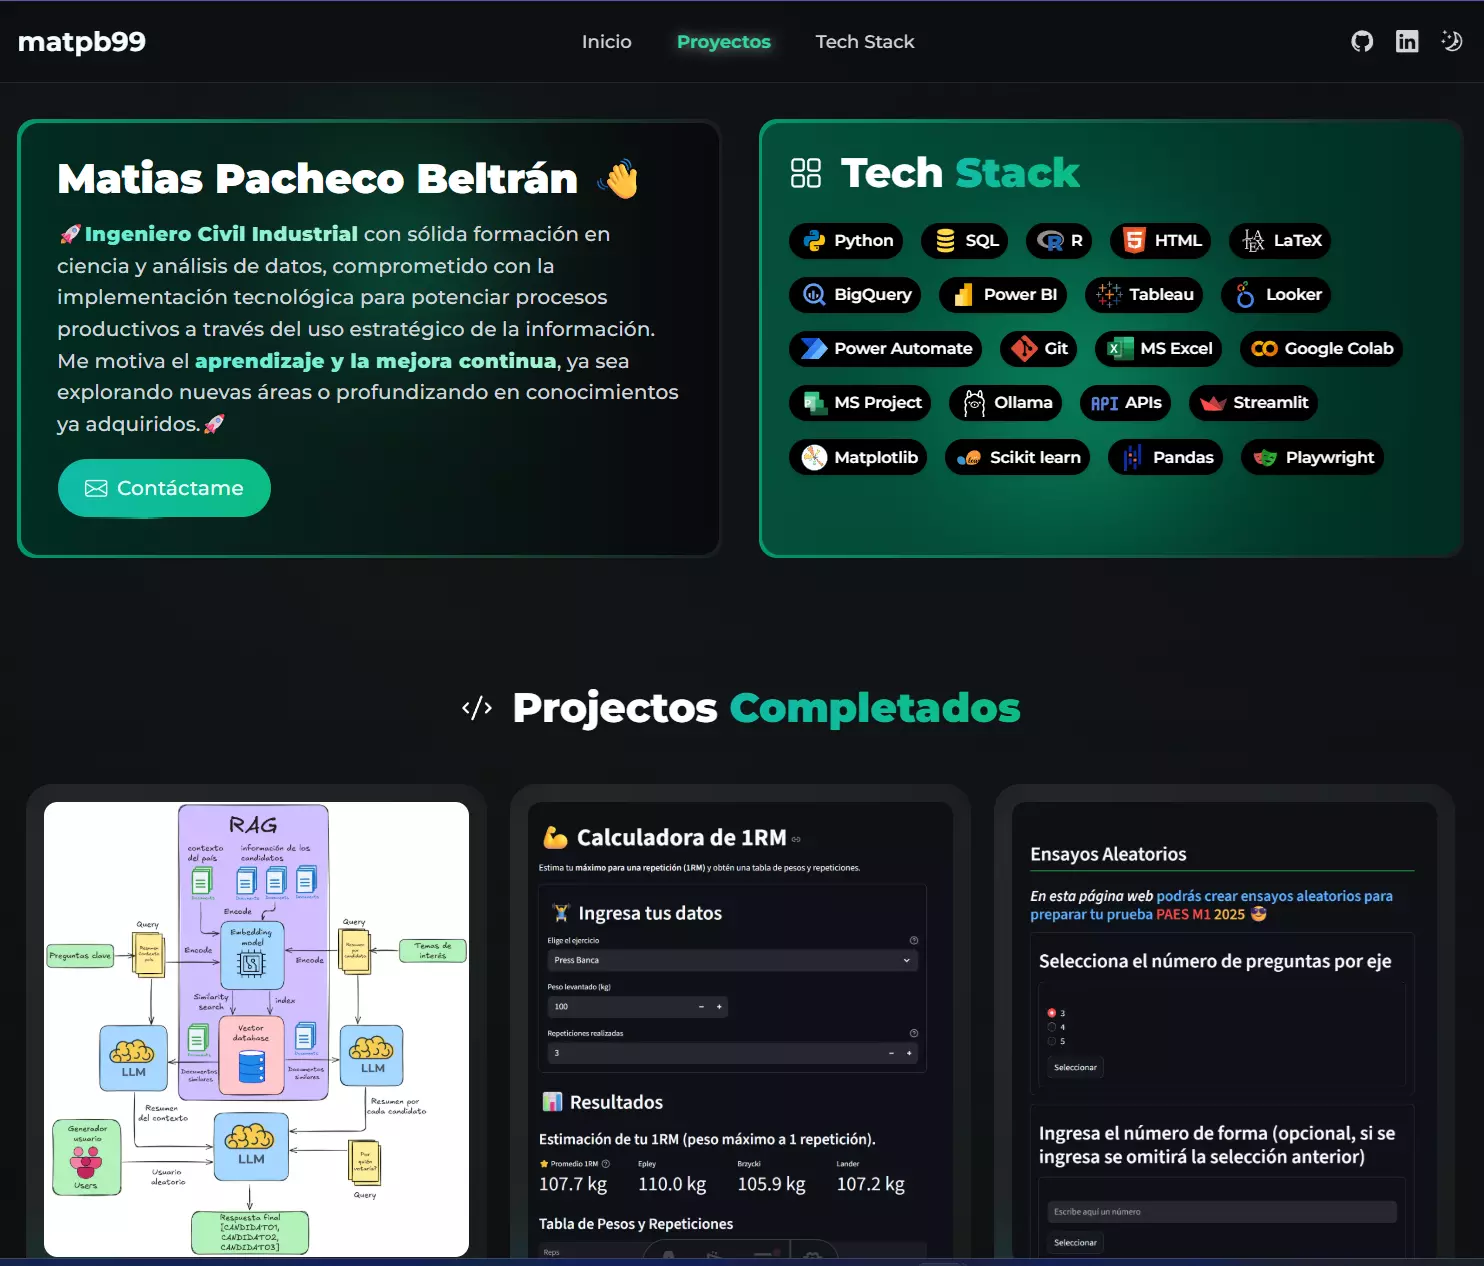 matpb99
Inicio
Proyectos
Tech Stack
Matias Pacheco Beltrán 👋
🚀Ingeniero Civil Industrial con sólida formación en
ciencia y análisis de datos, comprometido con la
implementación tecnológica para potenciar procesos
productivos a través del uso estratégico de la información.
Me motiva el aprendizaje y la mejora continua, ya sea
explorando nuevas áreas o profundizando en conocimientos
ya adquiridos.🚀
Contáctame
Tech Stack
Python SQL R HTML LaTeX
BigQuery Power BI Tableau Looker
Power Automate Git MS Excel Google Colab
MS Project Ollama API APIs Streamlit
Matplotlib Scikit learn Pandas Playwright
</> Projectos Completados
RAG
contexto
del país
información de los
candidatos
Documents
Documents
Documents
Documents
Encode
Query
Query
Embedding
model
Preguntas clave
Resumen
Contexto
país
Encode
Encode
Resumen
por
candidato
Temas de
interés
Similarity
search
index
Vector
database
Documents
Documents
LLM
LLM
Documentos
similares
Documentos
similares
Resumen
del contexto
Resumen por
cada candidato
Generador
usuario
Users
Usuario
aleatorio
LLM
Por
quién
votaría?
Query
Respuesta final
[CANDIDATO1,
CANDIDATO2,
CANDIDATO3]
💪 Calculadora de 1RM
Estima tu máximo para una repetición (1RM) y obtén una tabla de pesos y repeticiones.
🏋 Ingresa tus datos
Elige el ejercicio
Press Banca
Peso levantado (kg)
100 − +
Repeticiones realizadas
3 − +
📊 Resultados
Estimación de tu 1RM (peso máximo a 1 repetición).
⭐ Promedio 1RM Epley Brzycki Lander
107.7 kg 110.0 kg 105.9 kg 107.2 kg
Tabla de Pesos y Repeticiones
Reps
Ensayos Aleatorios
En esta página web podrás crear ensayos aleatorios para
preparar tu prueba PAES M1 2025 😎
Selecciona el número de preguntas por eje
3
4
5
Seleccionar
Ingresa el número de forma (opcional, si se
ingresa se omitirá la selección anterior)
Escribe aquí un número
Seleccionar